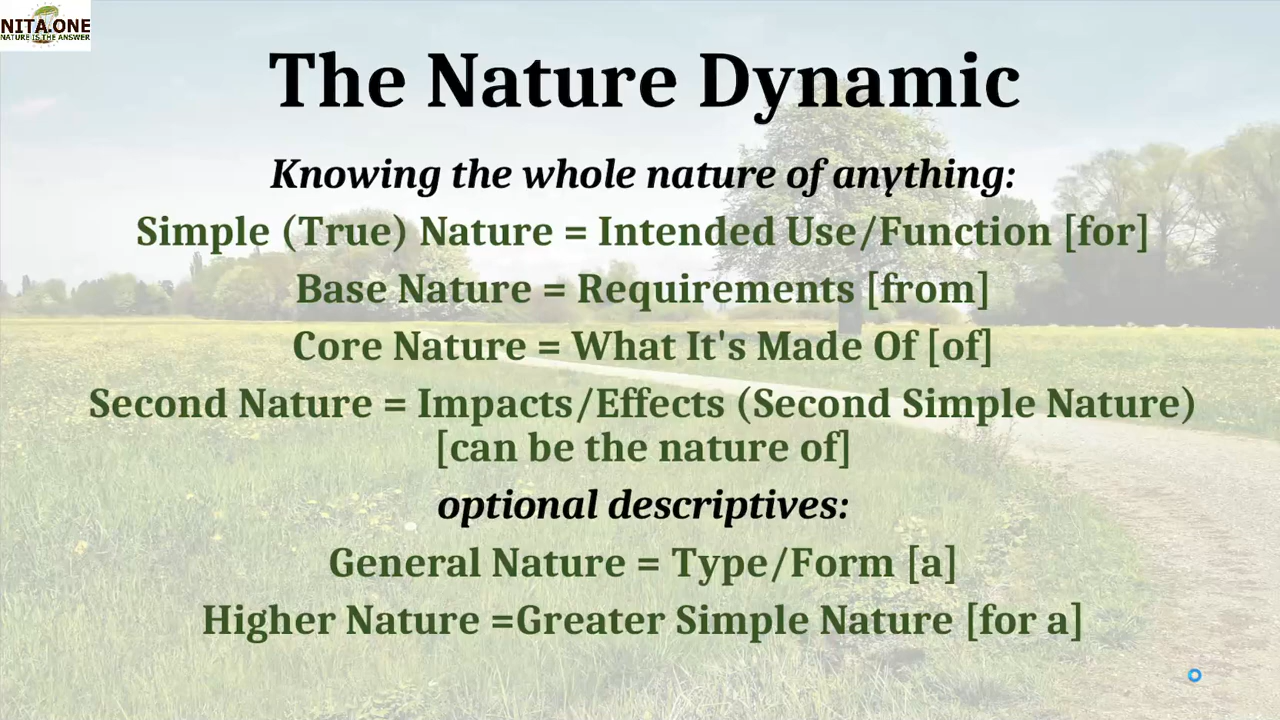 NITA.ONE
NATURE IS THE ANSWER
The Nature Dynamic
Knowing the whole nature of anything:
Simple (True) Nature = Intended Use/Function [for]
Base Nature = Requirements [from]
Core Nature = What It's Made Of [of]
Second Nature = Impacts/Effects (Second Simple Nature)
[can be the nature of]
optional descriptives:
General Nature = Type/Form [a]
Higher Nature =Greater Simple Nature [for a]